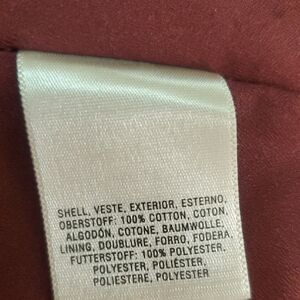 SHELL, VESTE, EXTERIOR, ESTERNO,
OBERSTOFF: 100% COTTON, COTON,
ALGODÓN, COTONE, BAUMWOLLE;
LINING, DOUBLURE, FORRO, FODERA,
FUTTERSTOFF: 100% POLYESTER,
POLYESTER, POLIÉSTER,
POLIESTERE, POLYESTER